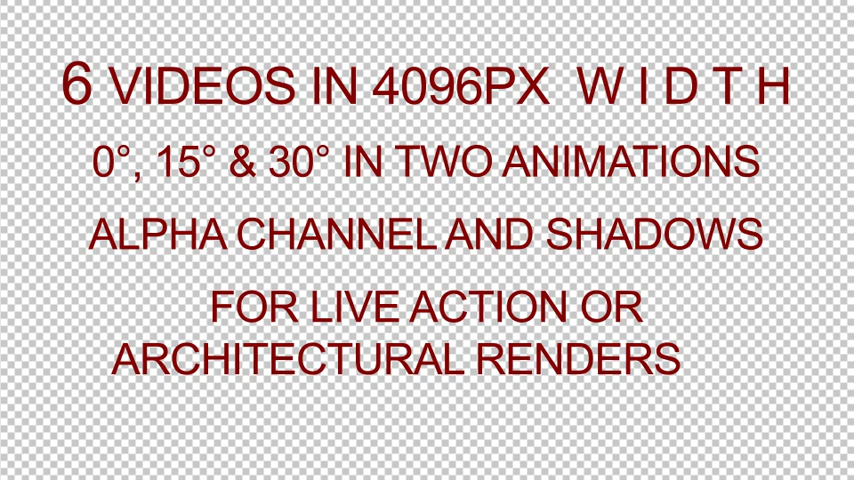 6 VIDEOS IN 4096PX W I D T H
0°, 15° & 30° IN TWO ANIMATIONS
ALPHA CHANNEL AND SHADOWS
FOR LIVE ACTION OR
ARCHITECTURAL RENDERS